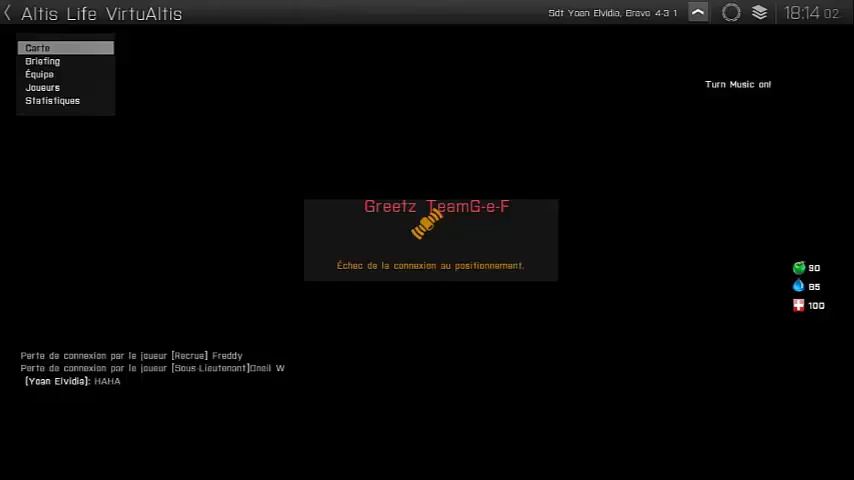 Altis Life VirtuAltis
Sdt Yoan Elvidia, Bravo 4-3 1
18:14 02
Carte
Briefing
Équipe
Joueurs
Statistiques
Turn Music on!
Greetz TeamG-e-F
Échec de la connexion au positionnement.
90
85
100
Perte de connexion par le joueur [Recrue] Freddy
Perte de connexion par le joueur [Sous-Lieutenant]Oneil W
(Yoan Elvidia): HAHA